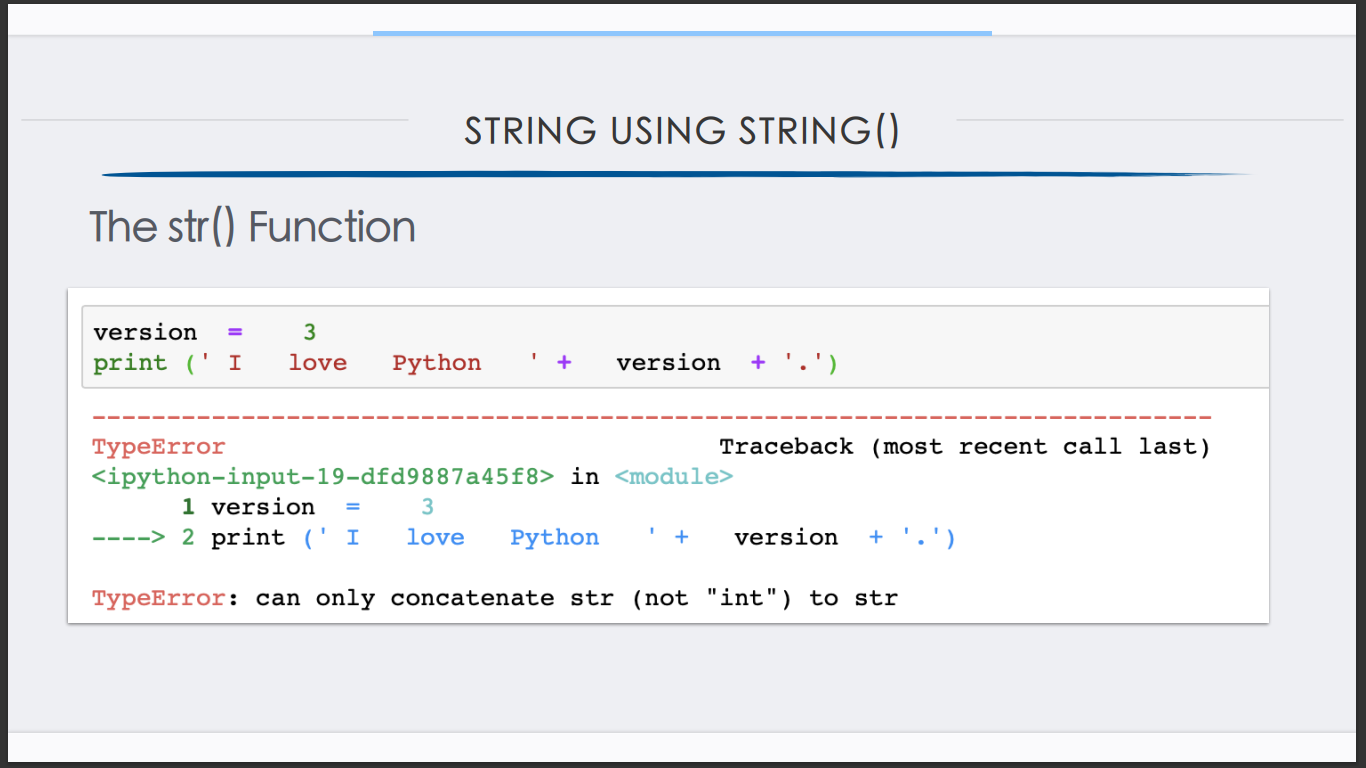 STRING USING STRING()
The str() Function
version  =    3
print (' I   love   Python   ' +   version  + '.')
---------------------------------------------------------------------------
TypeError                                 Traceback (most recent call last)
<ipython-input-19-dfd9887a45f8> in <module>
      1 version  =    3
----> 2 print (' I   love   Python   ' +   version  + '.')
TypeError: can only concatenate str (not "int") to str